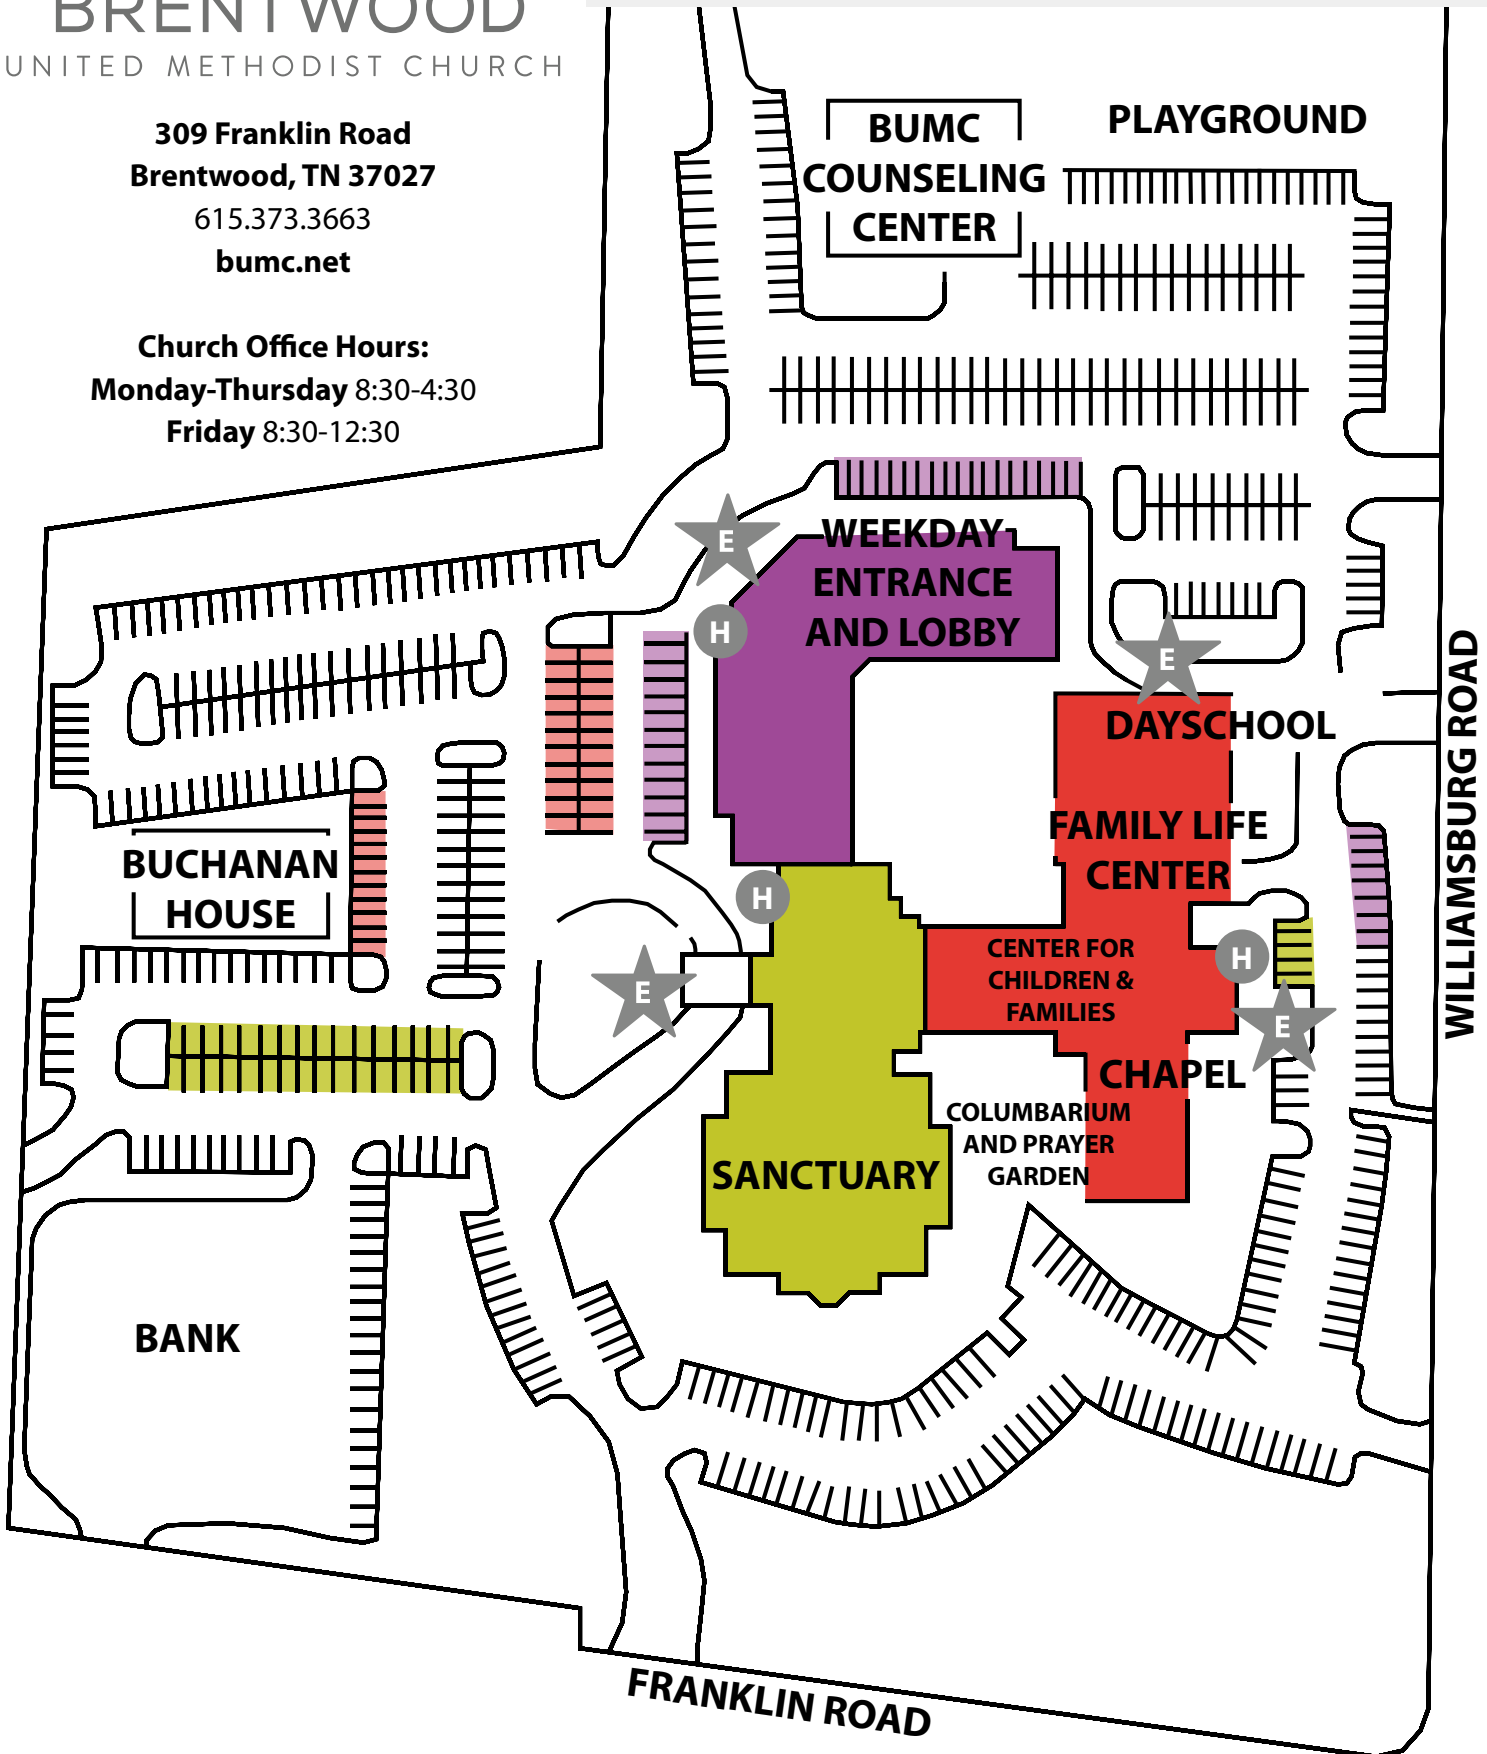 BRENTWOOD
UNITED METHODIST CHURCH
309 Franklin Road
Brentwood, TN 37027
615.373.3663
bumc.net
Church Office Hours:
Monday-Thursday 8:30-4:30
Friday 8:30-12:30
BUMC
COUNSELING
CENTER
PLAYGROUND
E
WEEKDAY
ENTRANCE
AND LOBBY
H
E
DAYSCHOOL
FAMILY LIFE
CENTER
WILLIAMSBURG ROAD
BUCHANAN
HOUSE
H
E
CENTER FOR
CHILDREN &
FAMILIES
H
E
CHAPEL
COLUMBARIUM
AND PRAYER
GARDEN
SANCTUARY
BANK
FRANKLIN ROAD